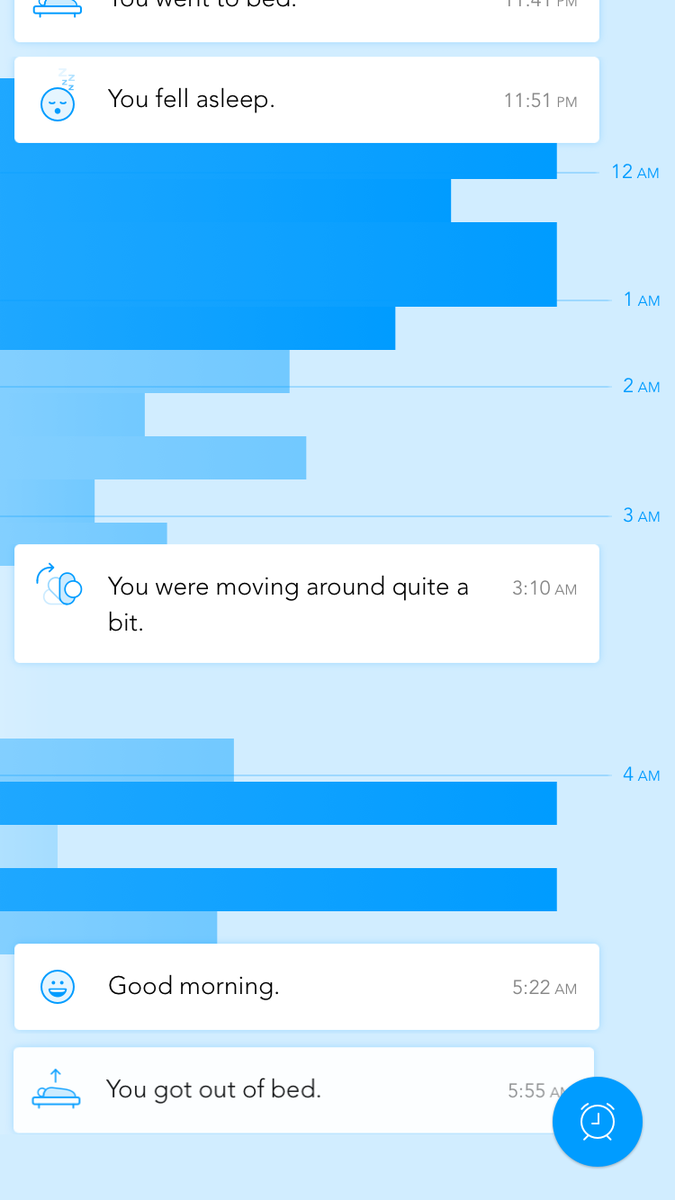 You went to bed. 11:41 PM
You fell asleep. 11:51 PM
12 AM
1 AM
2 AM
3 AM
You were moving around quite a 3:10 AM
bit.
4 AM
Good morning. 5:22 AM
You got out of bed. 5:55 AM